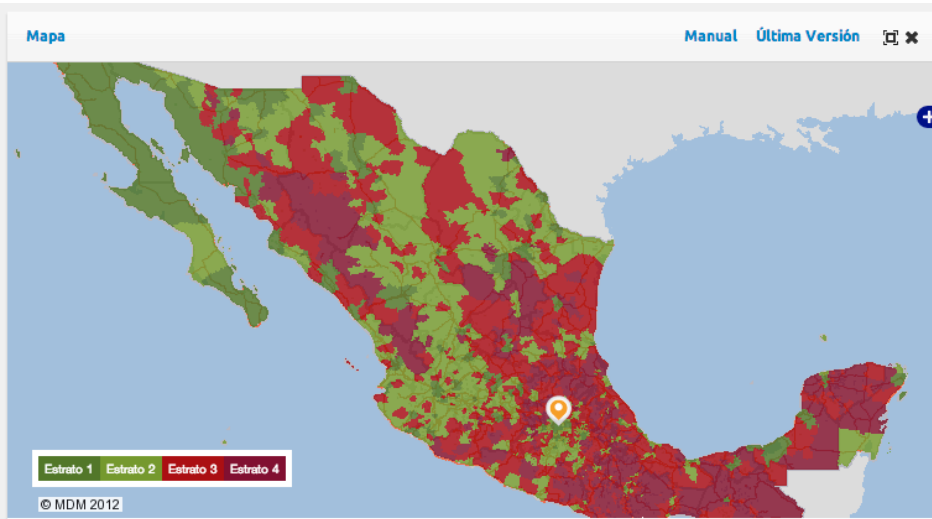 Mapa
Manual Última Versión
Estrato 1 Estrato 2 Estrato 3 Estrato 4
© MDM 2012